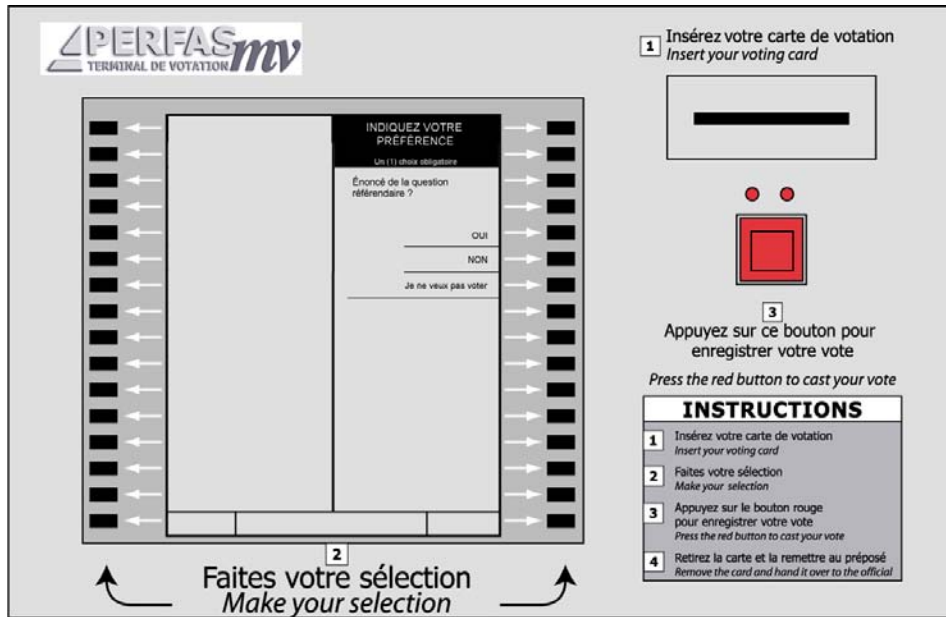 PERFAS mv
TERMINAL DE VOTATION
1
Insérez votre carte de votation
Insert your voting card
INDIQUEZ VOTRE
PRÉFÉRENCE
Un (1) choix obligatoire
Énoncé de la question
référendaire ?
OUI
NON
Je ne veux pas voter
2
Faites votre sélection
Make your selection
3
Appuyez sur ce bouton pour
enregistrer votre vote
Press the red button to cast your vote
INSTRUCTIONS
1 Insérez votre carte de votation
Insert your voting card
2 Faites votre sélection
Make your selection
3 Appuyez sur le bouton rouge
pour enregistrer votre vote
Press the red button to cast your vote
4 Retirez la carte et la remettre au préposé
Remove the card and hand it over to the official